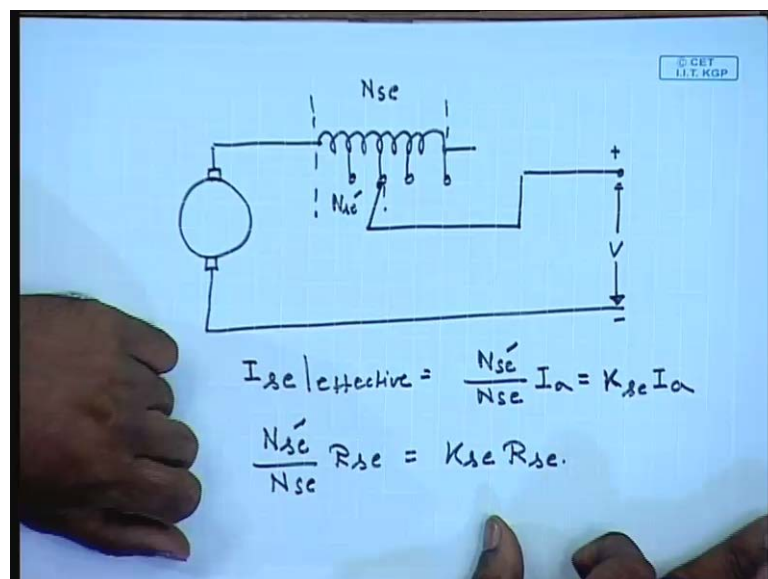 © CET
I.I.T. KGP
Nse
+
Nse'
V
-
Ise|effective = Nse'/Nse Ia = Kse Ia
Nse'/Nse Rse = Kse Rse.